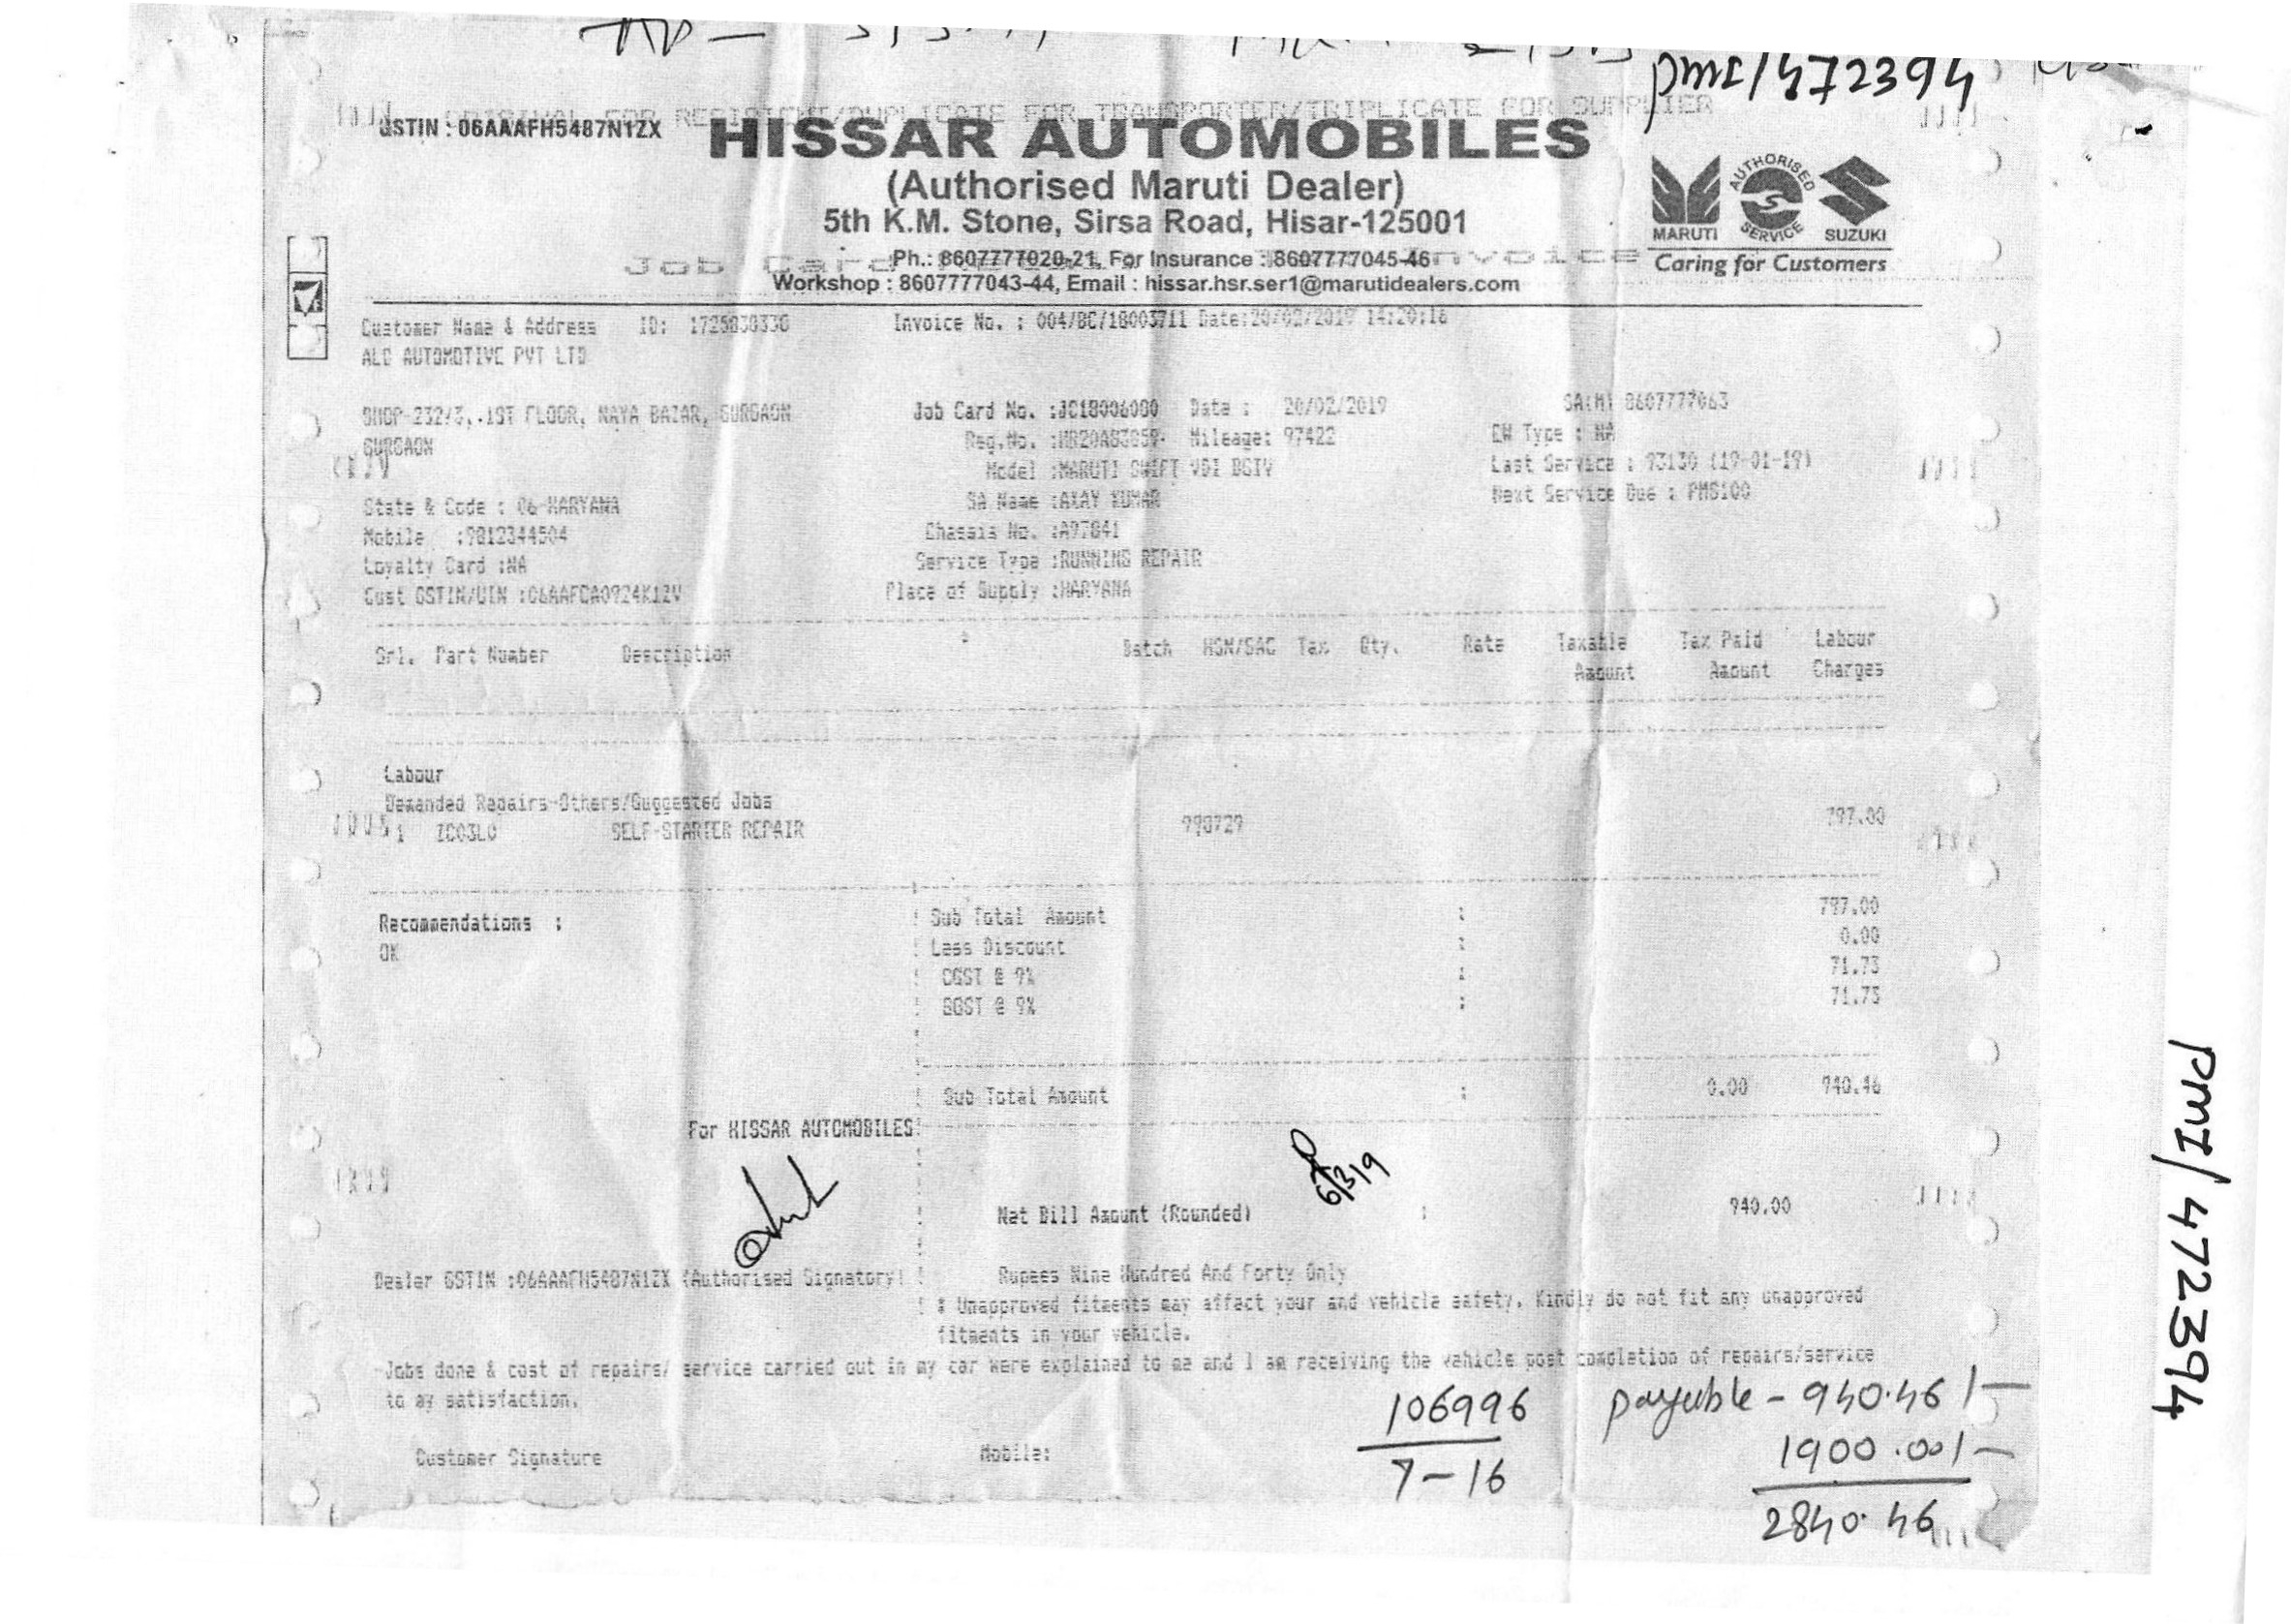 pmI/472394
ORIGINAL FOR RECIPIENT/DUPLICATE FOR TRANSPORTER/TRIPLICATE FOR SUPPLIER
GSTIN : 06AAAFH5487N1ZX
HISSAR AUTOMOBILES
(Authorised Maruti Dealer)
5th K.M. Stone, Sirsa Road, Hisar-125001
Job Card Invoice
Ph.: 8607777020-21, For Insurance : 8607777045-46
Workshop : 8607777043-44, Email : hissar.hsr.ser1@marutidealers.com
MARUTI AUTHORISED SERVICE SUZUKI
Caring for Customers
Customer Name & Address ID: 1725838338 Invoice No. : 004/BC/18003711 Date:20/02/2019 14:20:16
ALD AUTOMOTIVE PVT LTD
SHOP-232/3,.1ST FLOOR, NAYA BAZAR, GURGAON Job Card No. :JC18006080 Date : 20/02/2019 SA(M) 8607777063
GURGAON Reg.No. : Mileage: 97422 EW Type : NA
Model :MARUTI SWIFT VDI BSIV Last Service : 93130 (19-01-19)
State & Code : 06-HARYANA SA Name :AJAY KUMAR Next Service Due : PMS100
Mobile :9812344504 Chassis No. :A97841
Loyalty Card :NA Service Type :RUNNING REPAIR
Cust GSTIN/UIN :06AAFCA0924K1ZV Place of Supply :HARYANA
Srl. Part Number Description Batch HSN/SAC Tax Qty. Rate Taxable Tax Paid Labour
Amount Amount Charges
Labour
Demanded Repairs-Others/Suggested Jobs
1 ZC03LO SELF-STARTER REPAIR 998729 797.00
Recommendations : Sub Total Amount : 797.00
OK Less Discount : 0.00
CGST @ 9% : 71.73
SGST @ 9% : 71.73
Sub Total Amount : 0.00 940.46
For HISSAR AUTOMOBILES
6/3/19
Net Bill Amount (Rounded) : 940.00
Dealer GSTIN :06AAAFH5487N1ZX (Authorised Signatory) Rupees Nine Hundred And Forty Only
* Unapproved fitments may affect your and vehicle safety. Kindly do not fit any unapproved
fitments in your vehicle.
Jobs done & cost of repairs/ service carried out in my car were explained to me and I am receiving the vehicle post completion of repairs/service
to my satisfaction.
106996 payable - 940.46/-
Customer Signature Mobile: 7-16 1900.00/-
2840.46
pmI/472394